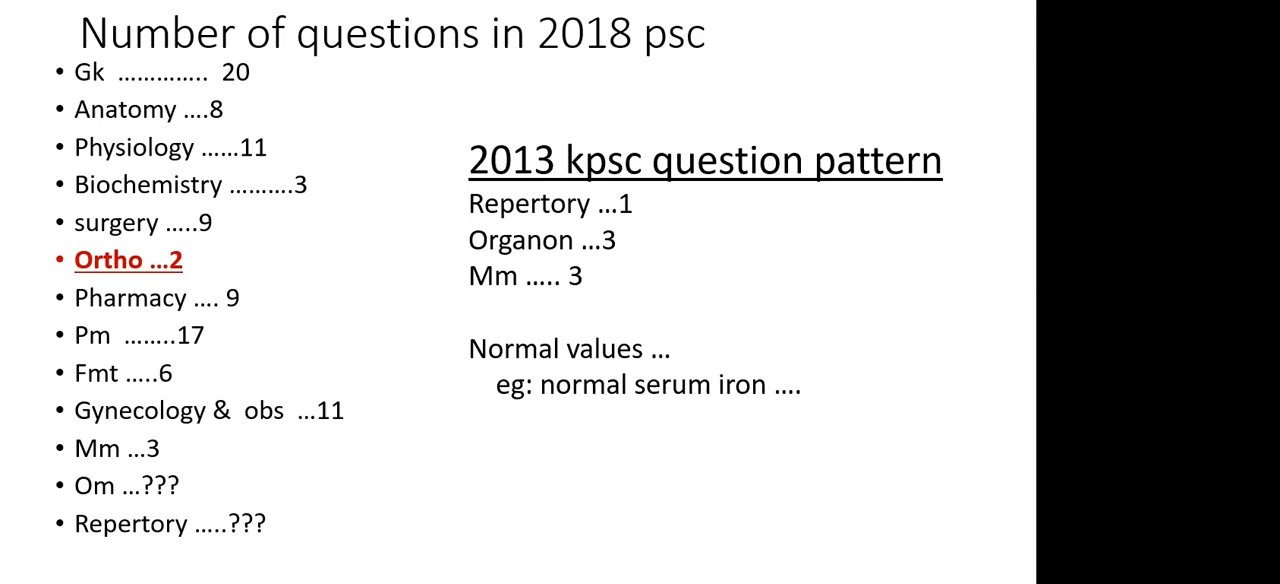 Number of questions in 2018 psc
• Gk ………….. 20
• Anatomy ….8
• Physiology ……11
• Biochemistry ……….3
• surgery …..9
• Ortho …2
• Pharmacy …. 9
• Pm ……..17
• Fmt …..6
• Gynecology & obs …11
• Mm …3
• Om …???
• Repertory …..???
2013 kpsc question pattern
Repertory …1
Organon …3
Mm ….. 3
Normal values …
eg: normal serum iron ….